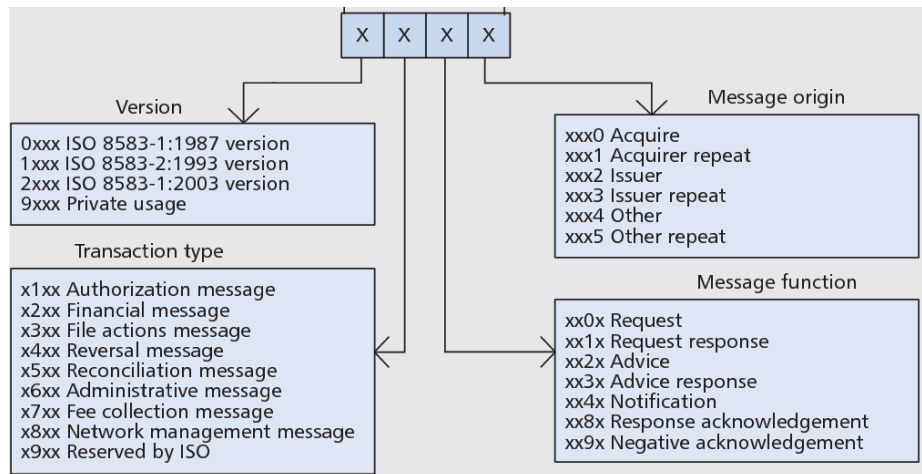 X X X X
Version
0xxx ISO 8583-1:1987 version
1xxx ISO 8583-2:1993 version
2xxx ISO 8583-1:2003 version
9xxx Private usage
Message origin
xxx0 Acquire
xxx1 Acquirer repeat
xxx2 Issuer
xxx3 Issuer repeat
xxx4 Other
xxx5 Other repeat
Transaction type
x1xx Authorization message
x2xx Financial message
x3xx File actions message
x4xx Reversal message
x5xx Reconciliation message
x6xx Administrative message
x7xx Fee collection message
x8xx Network management message
x9xx Reserved by ISO
Message function
xx0x Request
xx1x Request response
xx2x Advice
xx3x Advice response
xx4x Notification
xx8x Response acknowledgement
xx9x Negative acknowledgement